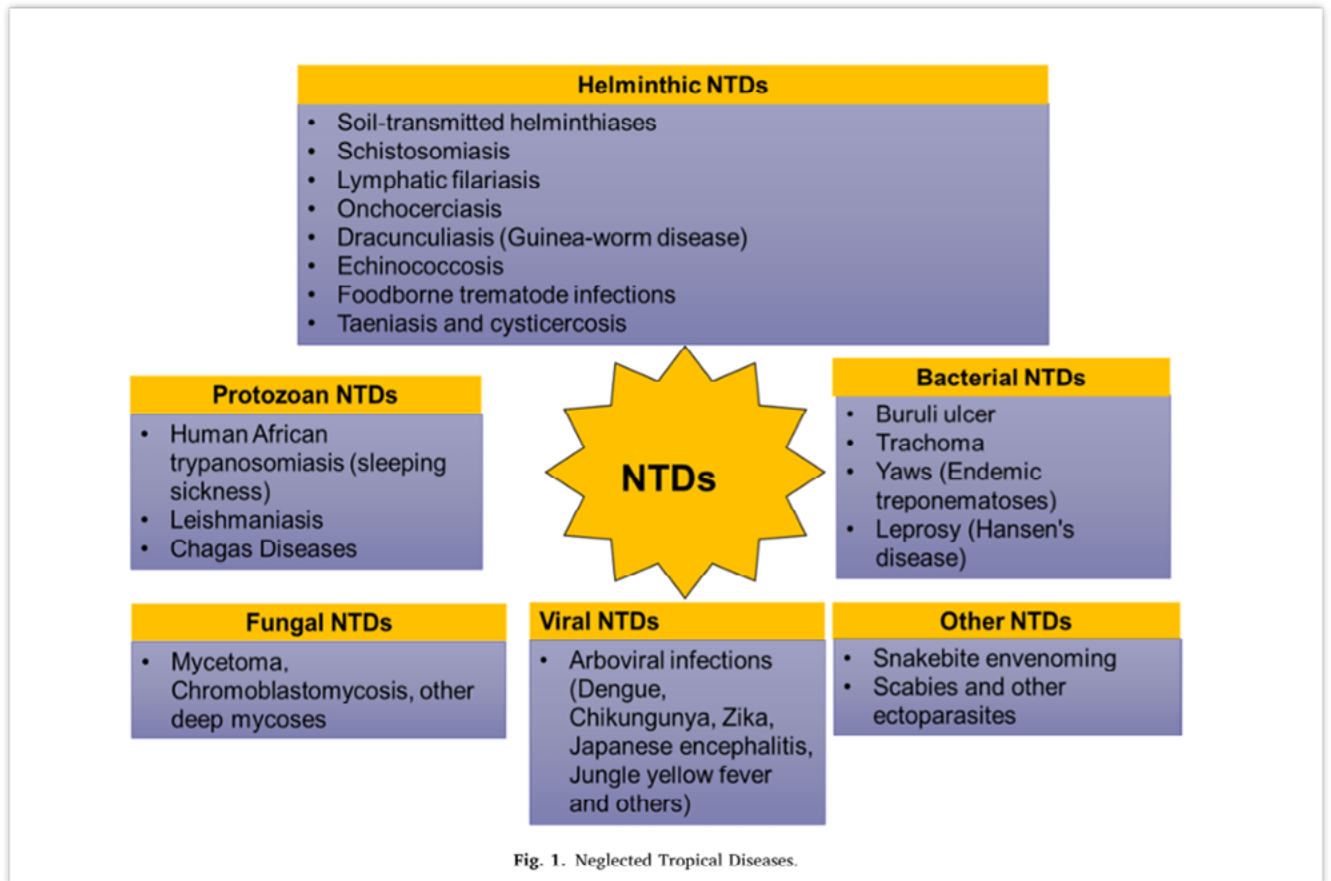 Helminthic NTDs
• Soil-transmitted helminthiases
• Schistosomiasis
• Lymphatic filariasis
• Onchocerciasis
• Dracunculiasis (Guinea-worm disease)
• Echinococcosis
• Foodborne trematode infections
• Taeniasis and cysticercosis
Protozoan NTDs
• Human African
trypanosomiasis (sleeping
sickness)
• Leishmaniasis
• Chagas Diseases
NTDs
Bacterial NTDs
• Buruli ulcer
• Trachoma
• Yaws (Endemic
treponematoses)
• Leprosy (Hansen's
disease)
Fungal NTDs
• Mycetoma,
Chromoblastomycosis, other
deep mycoses
Viral NTDs
• Arboviral infections
(Dengue,
Chikungunya, Zika,
Japanese encephalitis,
Jungle yellow fever
and others)
Other NTDs
• Snakebite envenoming
• Scabies and other
ectoparasites
Fig. 1. Neglected Tropical Diseases.